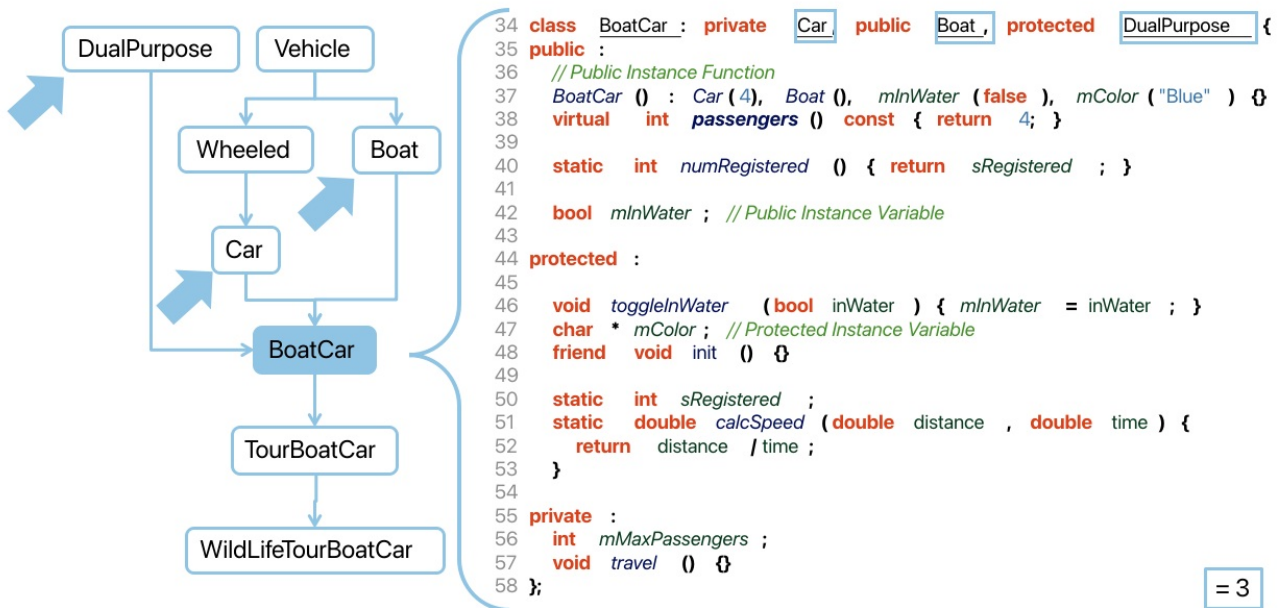 DualPurpose
Vehicle
Wheeled
Boat
Car
BoatCar
TourBoatCar
WildLifeTourBoatCar
34 class BoatCar : private Car , public Boat , protected DualPurpose {
35 public :
36 // Public Instance Function
37 BoatCar () : Car ( 4), Boat (), mInWater ( false ), mColor ( "Blue" ) {}
38 virtual int passengers () const { return 4; }
39
40 static int numRegistered () { return sRegistered ; }
41
42 bool mInWater ; // Public Instance Variable
43
44 protected :
45
46 void toggleInWater ( bool inWater ) { mInWater = inWater ; }
47 char * mColor ; // Protected Instance Variable
48 friend void init () {}
49
50 static int sRegistered ;
51 static double calcSpeed ( double distance , double time ) {
52 return distance / time ;
53 }
54
55 private :
56 int mMaxPassengers ;
57 void travel () {}
58 };
= 3